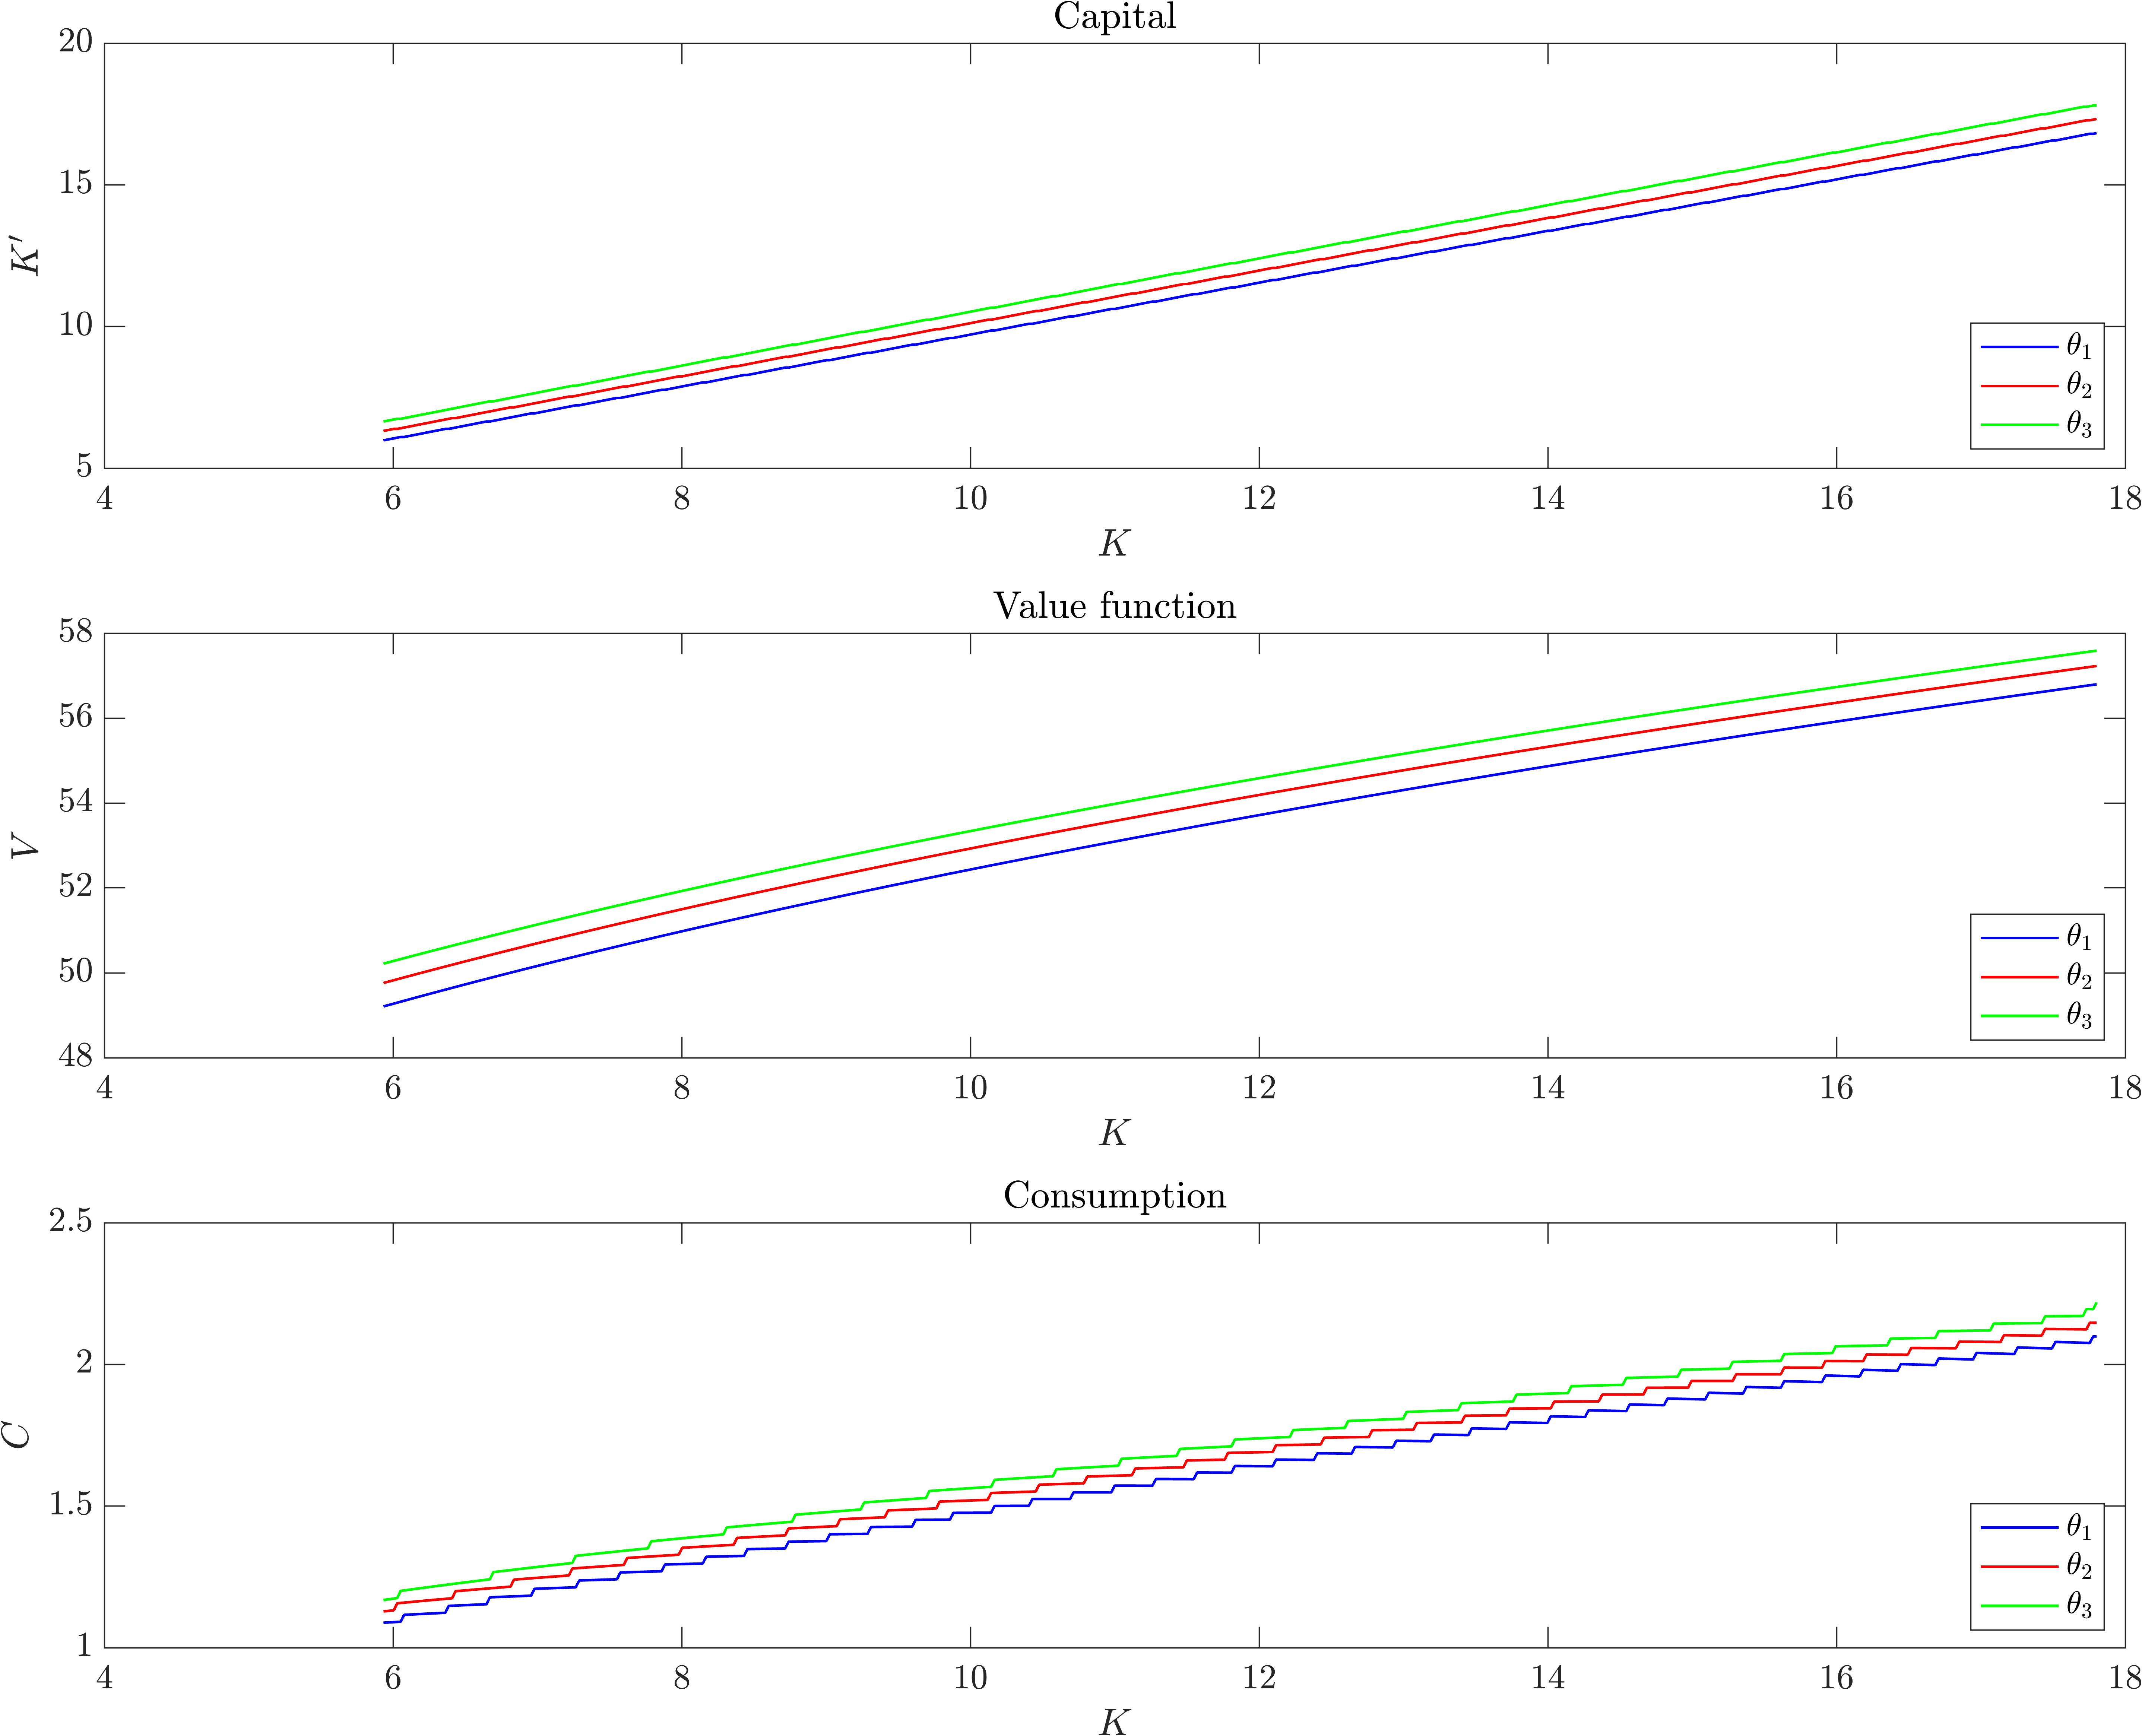 Capital
20
15
10
5
K′
4 6 8 10 12 14 16 18
K
θ1
θ2
θ3
Value function
58
56
54
52
50
48
V
4 6 8 10 12 14 16 18
K
θ1
θ2
θ3
Consumption
2.5
2
1.5
1
C
4 6 8 10 12 14 16 18
K
θ1
θ2
θ3